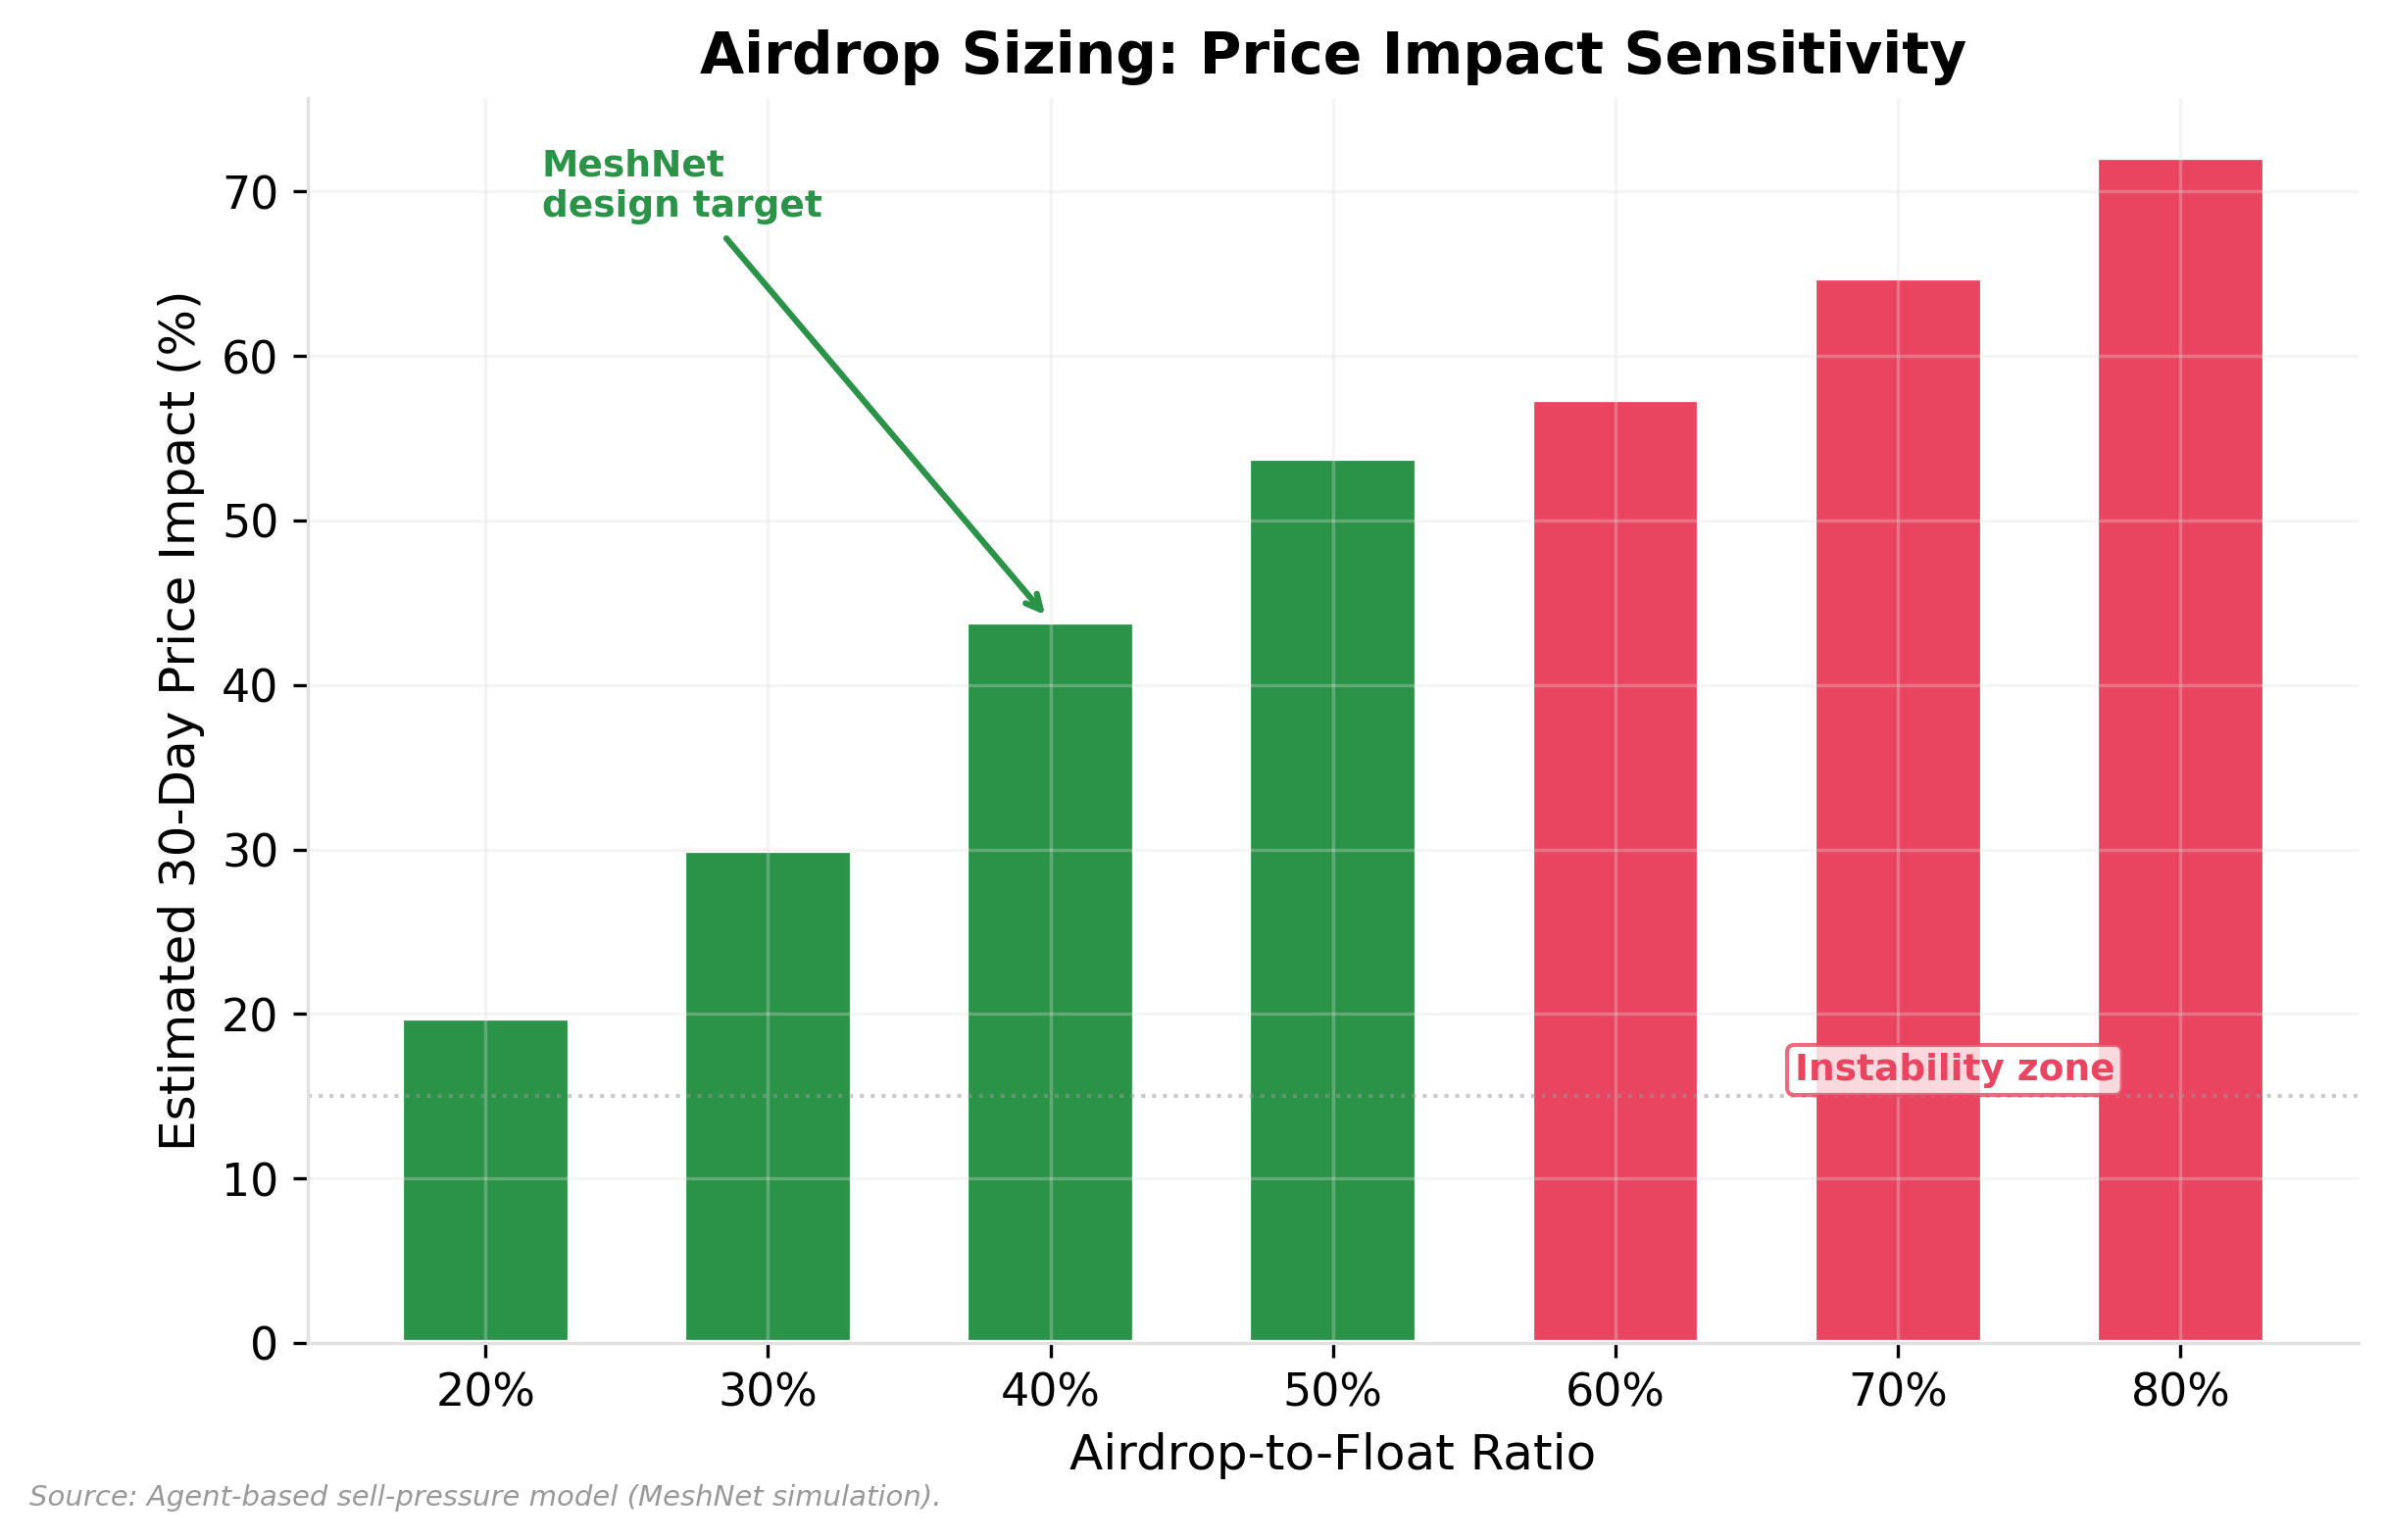 Airdrop Sizing: Price Impact Sensitivity
MeshNet
design target
Estimated 30-Day Price Impact (%)
70
60
50
40
30
20
10
0
Instability zone
20% 30% 40% 50% 60% 70% 80%
Airdrop-to-Float Ratio
Source: Agent-based sell-pressure model (MeshNet simulation).